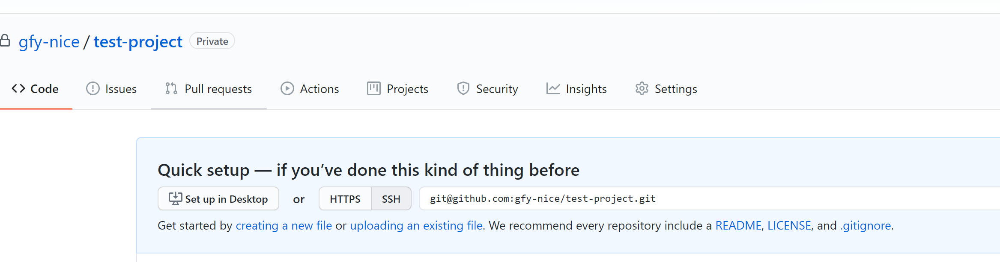 gfy-nice / test-project Private
Code Issues Pull requests Actions Projects Security Insights Settings
Quick setup — if you’ve done this kind of thing before
Set up in Desktop or HTTPS SSH git@github.com:gfy-nice/test-project.git
Get started by creating a new file or uploading an existing file. We recommend every repository include a README, LICENSE, and .gitignore.